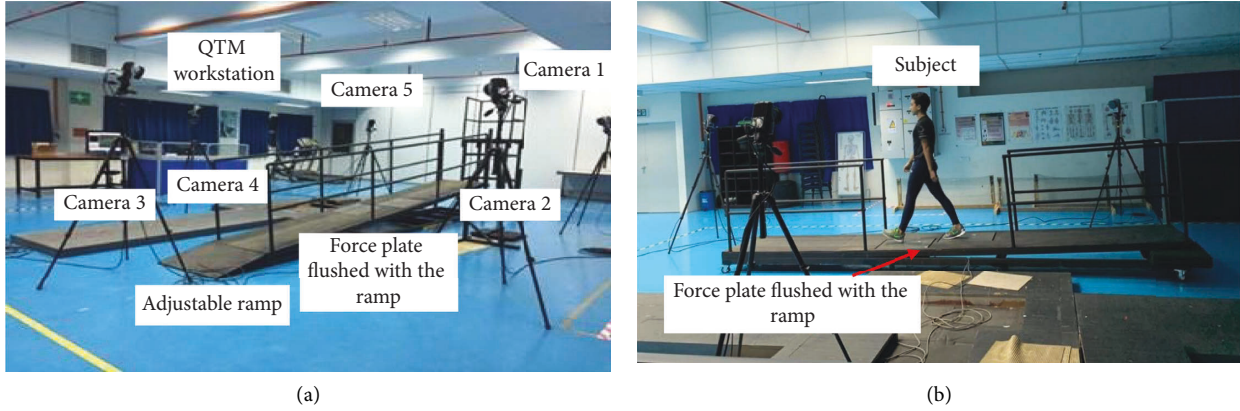 QTM
workstation
Camera 1
Camera 5
Camera 4
Camera 3
Camera 2
Force plate
flushed with the
ramp
Adjustable ramp
(a)
Subject
Force plate flushed with the
ramp
(b)